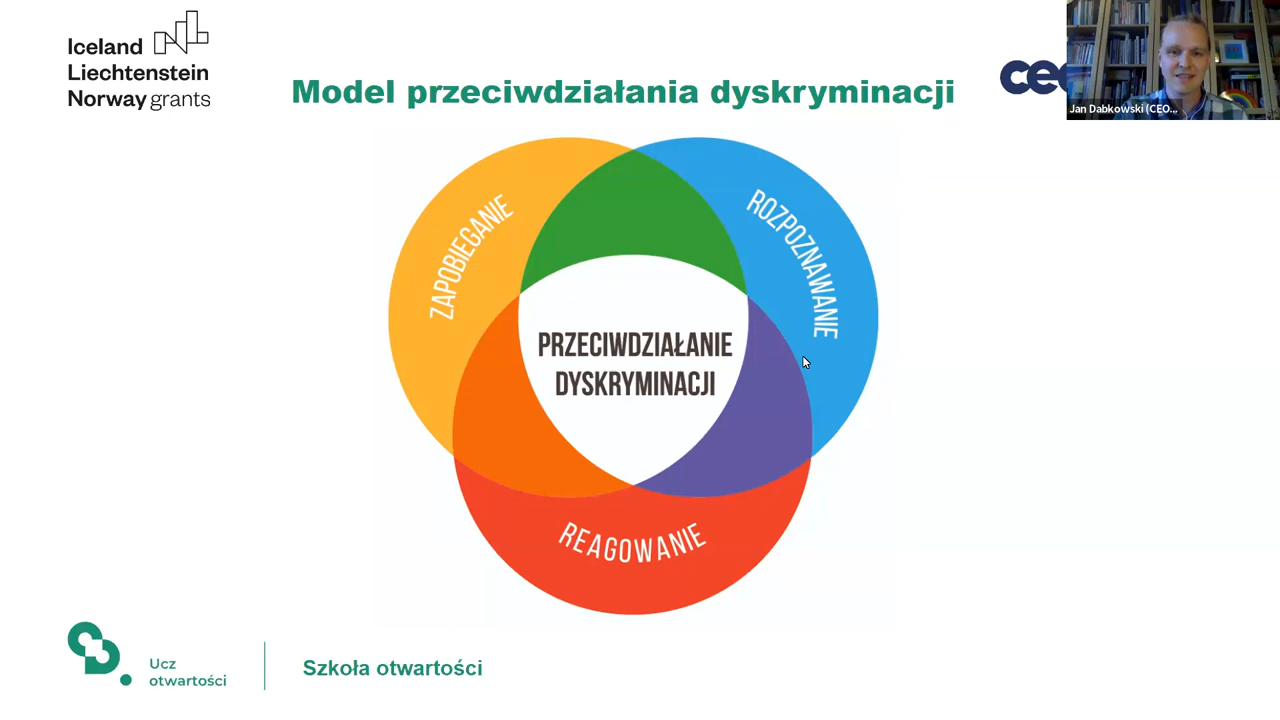 Iceland
Liechtenstein
Norway grants
Model przeciwdziałania dyskryminacji
Jan Dabkowski (CEO...
ZAPOBIEGANIE
ROZPOZNAWANIE
PRZECIWDZIAŁANIE
DYSKRYMINACJI
REAGOWANIE
Ucz
otwartości
Szkoła otwartości